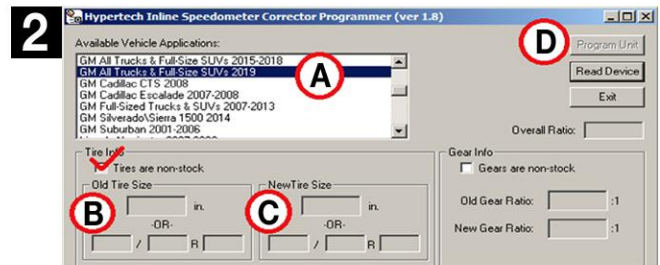 2
Hypertech Inline Speedometer Corrector Programmer (ver 1.8)
Available Vehicle Applications:
GM All Trucks & Full-Size SUVs 2015-2018
GM All Trucks & Full-Size SUVs 2019
GM Cadillac CTS 2008
GM Cadillac Escalade 2007-2008
GM Full-Sized Trucks & SUVs 2007-2013
GM Silverado\Sierra 1500 2014
GM Suburban 2001-2006
A
D
Program Unit
Read Device
Exit
Overall Ratio:
Tire Info
Tires are non-stock
Old Tire Size
B
in.
-OR-
/ R
New Tire Size
C
in.
-OR-
/ R
Gear Info
Gears are non-stock
Old Gear Ratio: :1
New Gear Ratio: :1